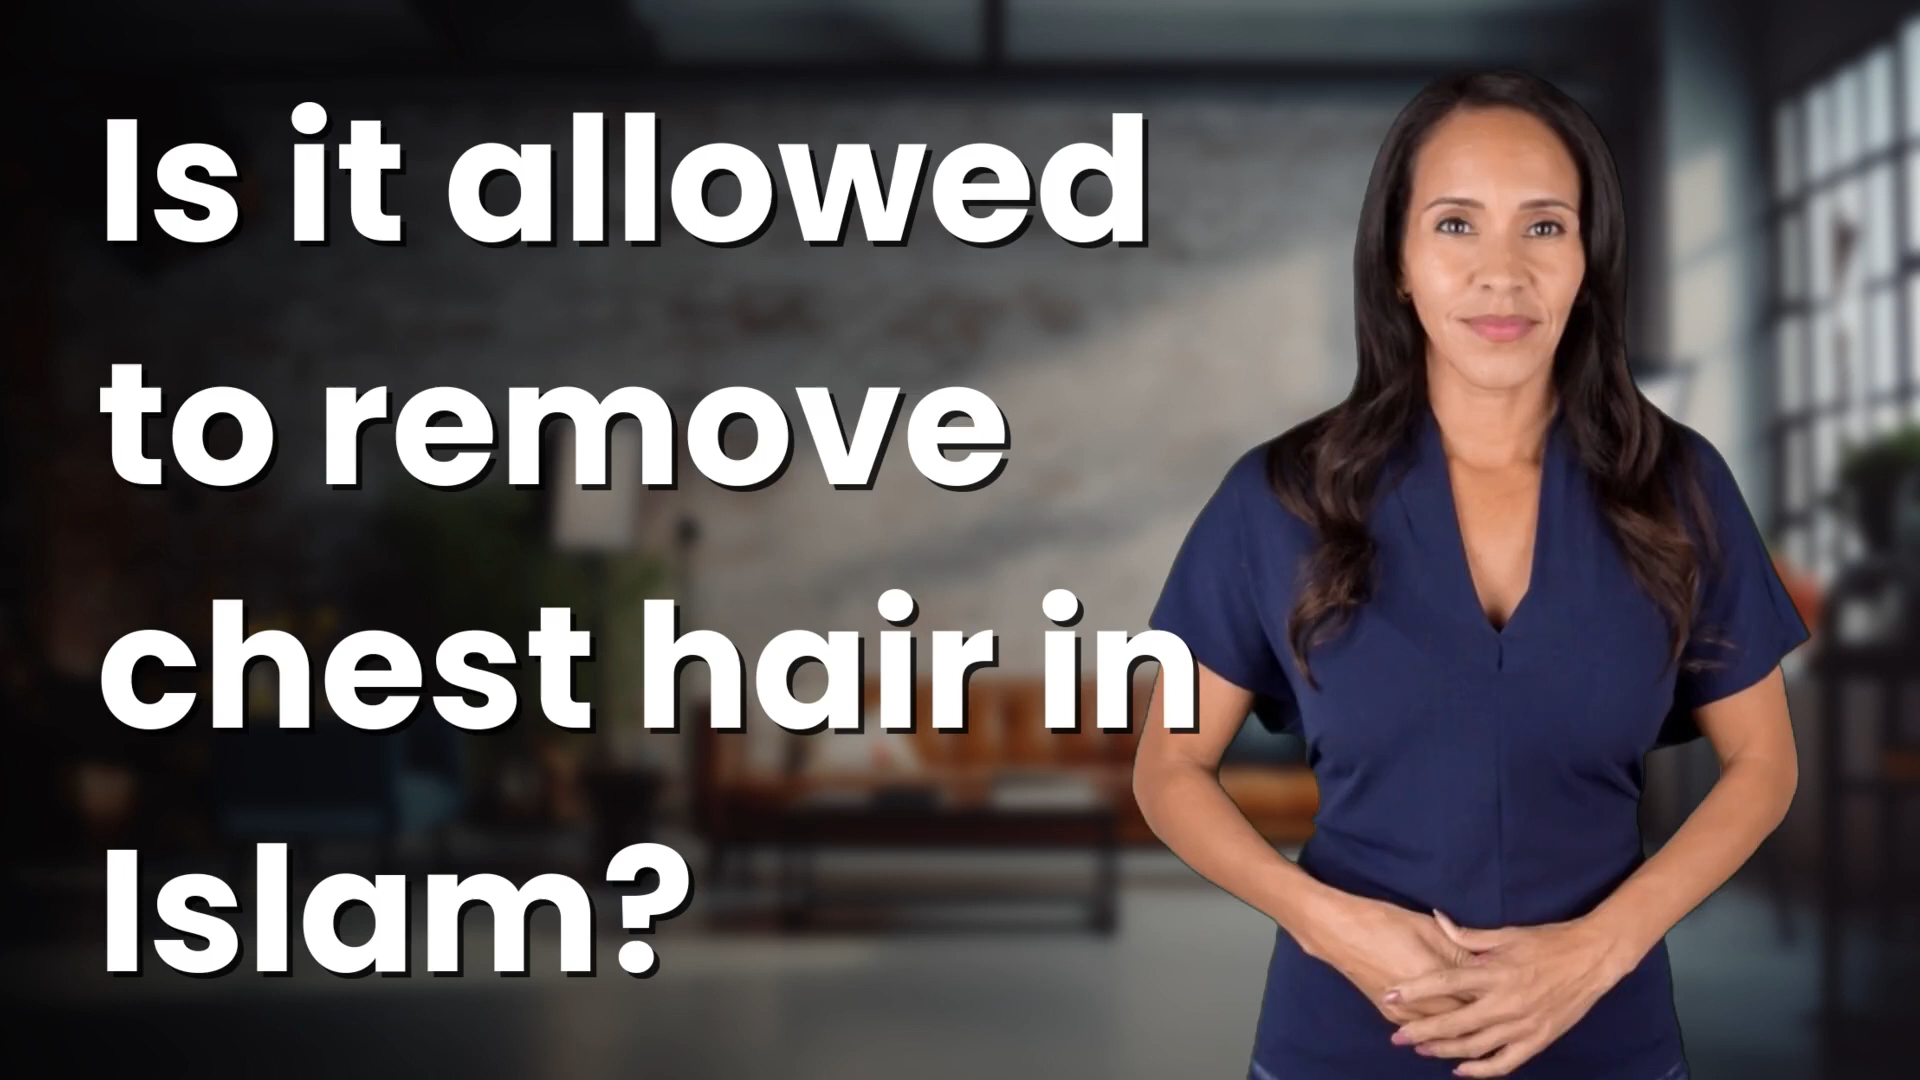 Is it allowed
to remove
chest hair in
Islam?